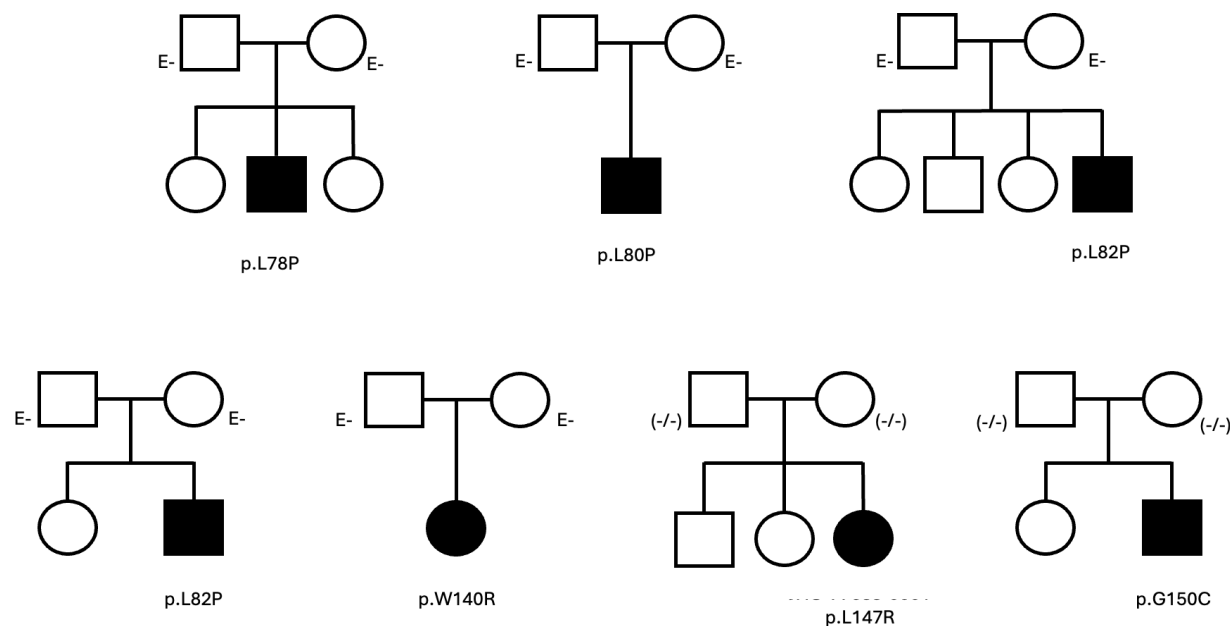 E- E- E- E- E- E-
p.L78P p.L80P p.L82P
E- E- E- E- (-/-) (-/-) (-/-) (-/-)
p.L82P p.W140R p.L147R p.G150C